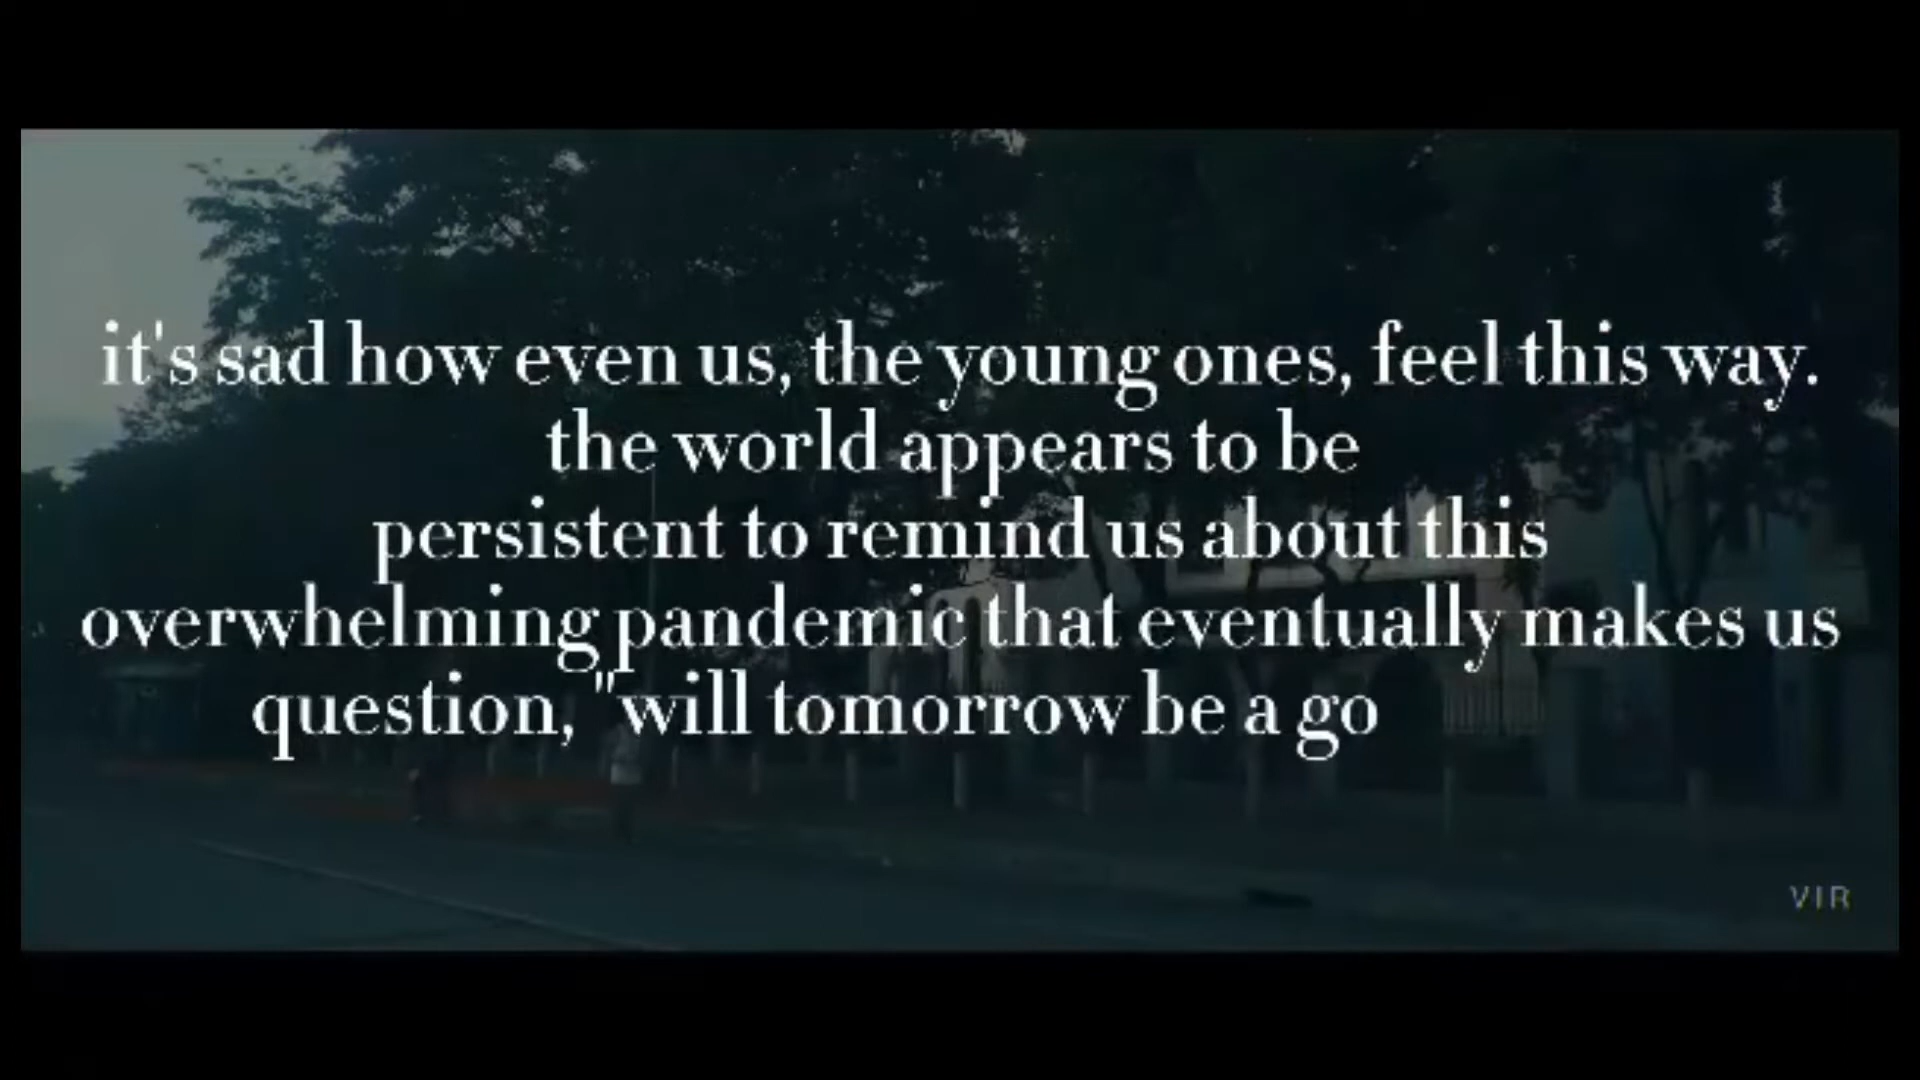 it's sad how even us, the young ones, feel this way.
the world appears to be
persistent to remind us about this
overwhelming pandemic that eventually makes us
question, "will tomorrow be a go
VIR